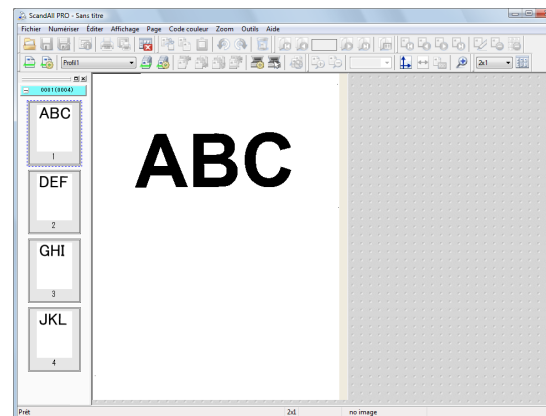 ScandAll PRO - Sans titre
Fichier Numériser Éditer Affichage Page Code couleur Zoom Outils Aide
Profil1
2x1
0001(0004)
ABC
1
DEF
2
GHI
3
JKL
4
ABC
Prêt 2x1 no image